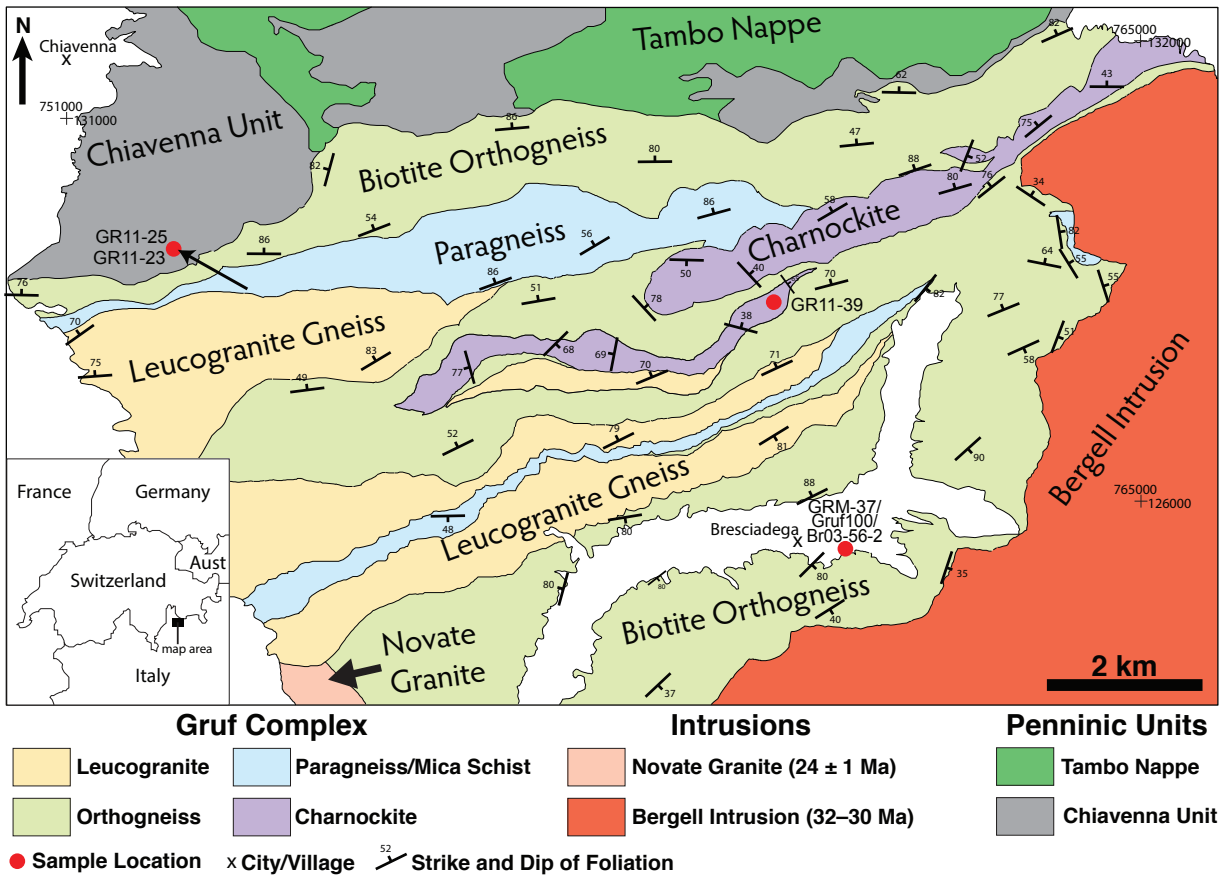 N
Chiavenna
x
Tambo Nappe
82
765000
132000
43
62
751000
131000
Chiavenna Unit
86
75
Biotite Orthogneiss
82
80
47
88
52
80
76
34
54
86
58
Charnockite
GR11-25
GR11-23
86
Paragneiss
56
82
64
55
50
40
70
55
86
76
51
78
GR11-39
82
77
70
Leucogranite Gneiss
38
51
75
83
68
69
71
58
77
70
49
Bergell Intrusion
52
79
81
90
France
Germany
Leucogranite Gneiss
88
765000
126000
GRM-37/
Gruf100/
Bresciadega
x
Br03-56-2
48
80
Aust
Switzerland
80
80
80
35
Biotite Orthogneiss
40
Novate
Granite
map area
Italy
37
2 km
Gruf Complex
Intrusions
Penninic Units
Leucogranite
Paragneiss/Mica Schist
Novate Granite (24 ± 1 Ma)
Tambo Nappe
Orthogneiss
Charnockite
Bergell Intrusion (32–30 Ma)
Chiavenna Unit
Sample Location
x City/Village
52
Strike and Dip of Foliation